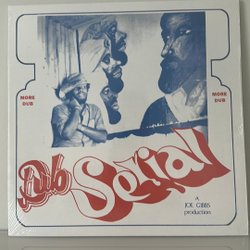 MORE
DUB
MORE
DUB
Dub
Serial
A
JOE GIBBS
production